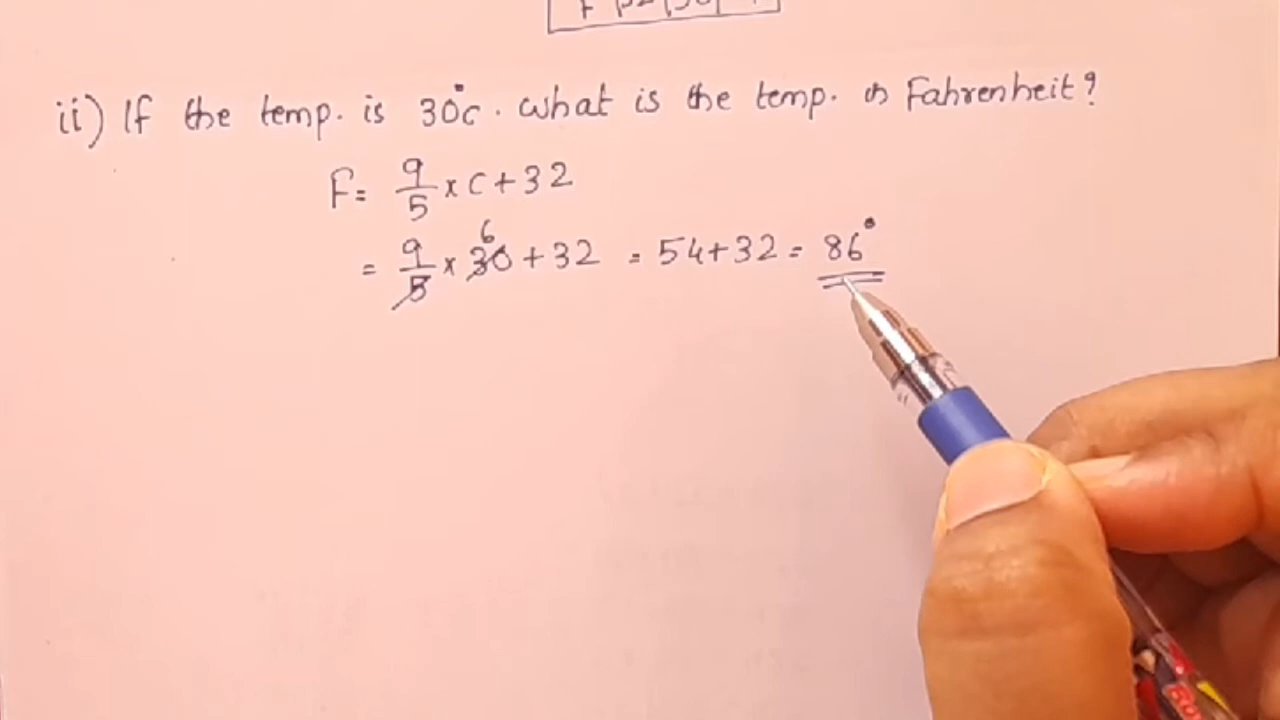 ii) If the temp. is 30°c. what is the temp. in Fahrenheit?
F = 9/5 × C + 32
= 9/5 × 30 6 + 32 = 54 + 32 = 86°